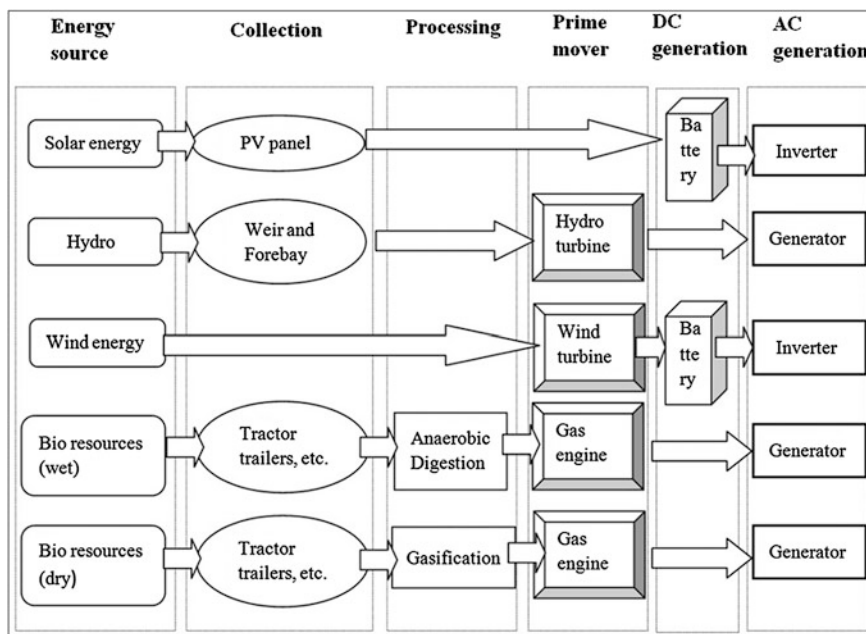 Energy source
Collection
Processing
Prime mover
DC generation
AC generation
Solar energy
PV panel
Ba
tte
ry
Inverter
Hydro
Weir and
Forebay
Hydro
turbine
Generator
Wind energy
Wind
turbine
Ba
tte
ry
Inverter
Bio resources
(wet)
Tractor
trailers, etc.
Anaerobic
Digestion
Gas
engine
Generator
Bio resources
(dry)
Tractor
trailers, etc.
Gasification
Gas
engine
Generator